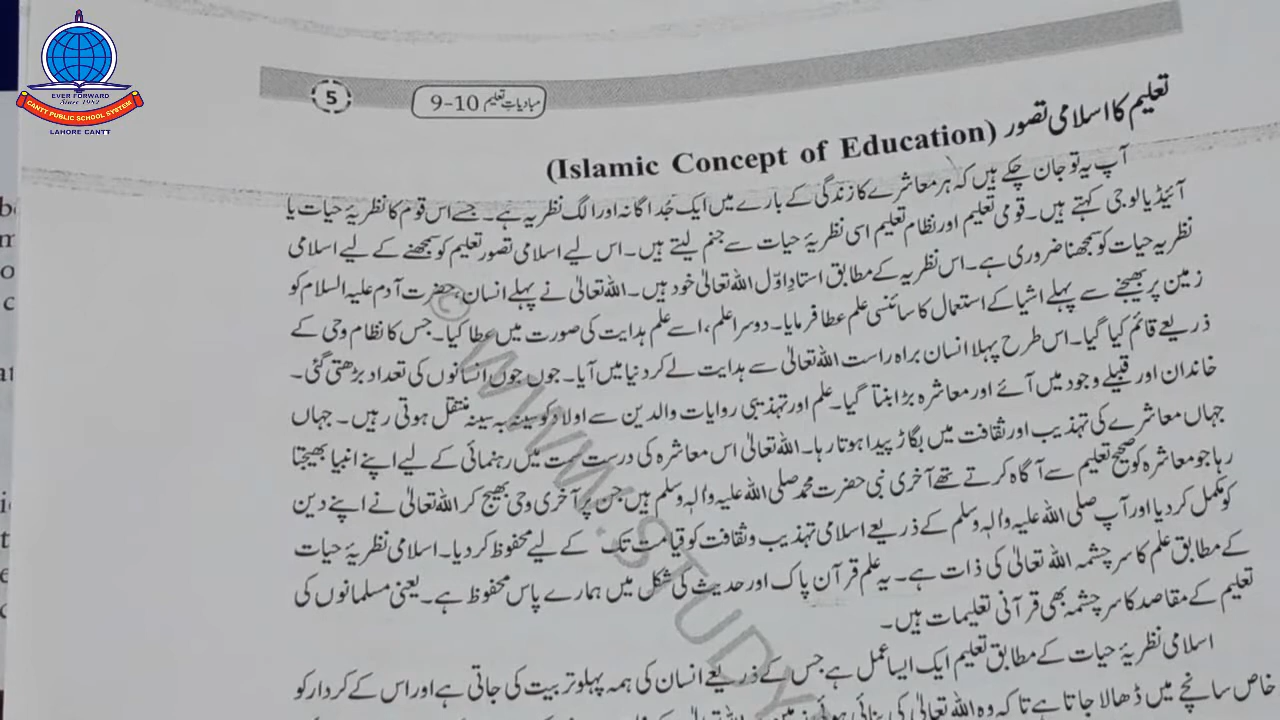 EVER FORWARD
Since 1982
CANTT PUBLIC SCHOOL SYSTEM
LAHORE CANTT
5
مبادیاتِ تعلیم 10-9
تعلیم کا اسلامی تصور (Islamic Concept of Education)
آپ یہ تو جان چکے ہیں کہ ہر معاشرے کا زندگی کے بارے میں ایک جُداگانہ اور الگ نظریہ ہے۔ جسے اس قوم کا نظریۂ حیات یا
آئیڈیالوجی کہتے ہیں۔ قومی تعلیم اور نظام تعلیم اسی نظریۂ حیات سے جنم لیتے ہیں۔ اس لیے اسلامی تصور تعلیم کو سمجھنے کے لیے اسلامی
نظریہ حیات کو سمجھنا ضروری ہے۔ اس نظریہ کے مطابق استادِ اوّل اللہ تعالیٰ خود ہیں۔ اللہ تعالیٰ نے پہلے انسان حضرت آدم علیہ السلام کو
زمین پر بھیجنے سے پہلے اشیا کے استعمال کا سائنسی علم عطا فرمایا۔ دوسرا علم، اسے علم ہدایت کی صورت میں عطا کیا۔ جس کا نظام وحی کے
ذریعے قائم کیا گیا۔ اس طرح پہلا انسان براہ راست اللہ تعالیٰ سے ہدایت لے کر دنیا میں آیا۔ جوں جوں انسانوں کی تعداد بڑھتی گئی۔
خاندان اور قبیلے وجود میں آئے اور معاشرہ بڑا بنتا گیا۔ علم اور تہذیبی روایات والدین سے اولاد کو سینہ بہ سینہ منتقل ہوتی رہیں۔ جہاں
جہاں معاشرے کی تہذیب اور ثقافت میں بگاڑ پیدا ہوتا رہا۔ اللہ تعالیٰ اس معاشرہ کی درست سمت میں رہنمائی کے لیے اپنے انبیا بھیجتا
رہا جو معاشرہ کو صحیح تعلیم سے آگاہ کرتے تھے آخری نبی حضرت محمد صلی اللہ علیہ وآلہٖ وسلم ہیں جن پر آخری وحی بھیج کر اللہ تعالیٰ نے اپنے دین
کو مکمل کر دیا اور آپ صلی اللہ علیہ وآلہٖ وسلم کے ذریعے اسلامی تہذیب و ثقافت کو قیامت تک کے لیے محفوظ کر دیا۔ اسلامی نظریۂ حیات
کے مطابق علم کا سرچشمہ اللہ تعالیٰ کی ذات ہے۔ یہ علم قرآن پاک اور حدیث کی شکل میں ہمارے پاس محفوظ ہے۔ یعنی مسلمانوں کی
تعلیم کے مقاصد کا سرچشمہ بھی قرآنی تعلیمات ہیں۔
اسلامی نظریۂ حیات کے مطابق تعلیم ایک ایسا عمل ہے جس کے ذریعے انسان کی ہمہ پہلو تربیت کی جاتی ہے اور اس کے کردار کو
خاص سانچے میں ڈھالا جاتا ہے تاکہ وہ اللہ تعالیٰ کی بنائی ہوئی
© WWW.STUDY